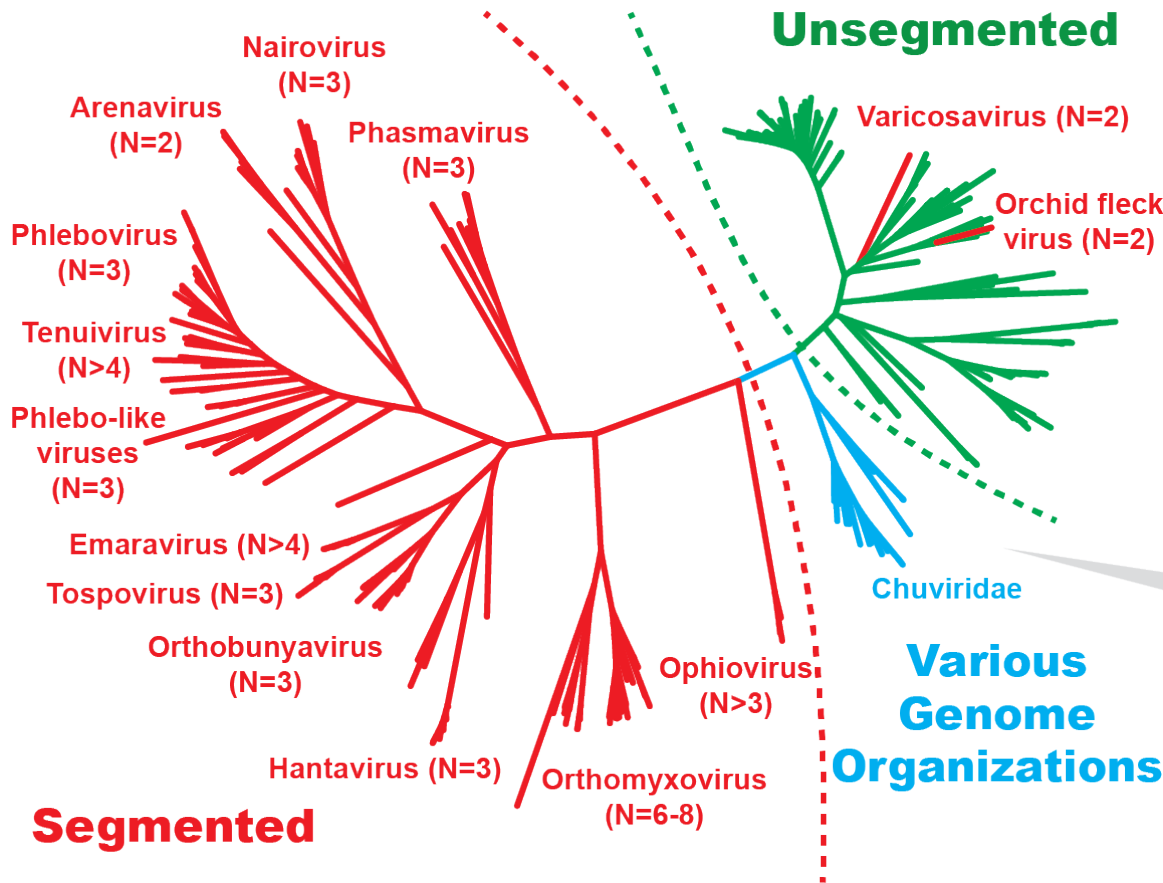 Unsegmented
Nairovirus
(N=3)
Arenavirus
(N=2)
Phasmavirus
(N=3)
Varicosavirus (N=2)
Orchid fleck
virus (N=2)
Phlebovirus
(N=3)
Tenuivirus
(N>4)
Phlebo-like
viruses
(N=3)
Emaravirus (N>4)
Tospovirus (N=3)
Orthobunyavirus
(N=3)
Hantavirus (N=3)
Orthomyxovirus
(N=6-8)
Ophiovirus
(N>3)
Chuviridae
Various
Genome
Organizations
Segmented